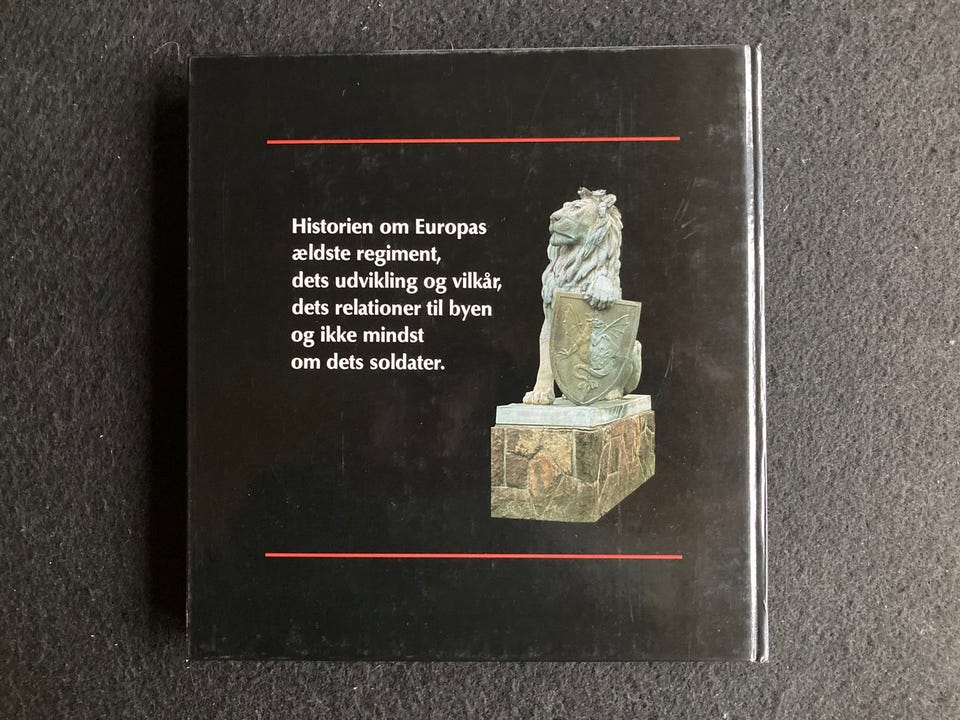 Historien om Europas
ældste regiment,
dets udvikling og vilkår,
dets relationer til byen
og ikke mindst
om dets soldater.